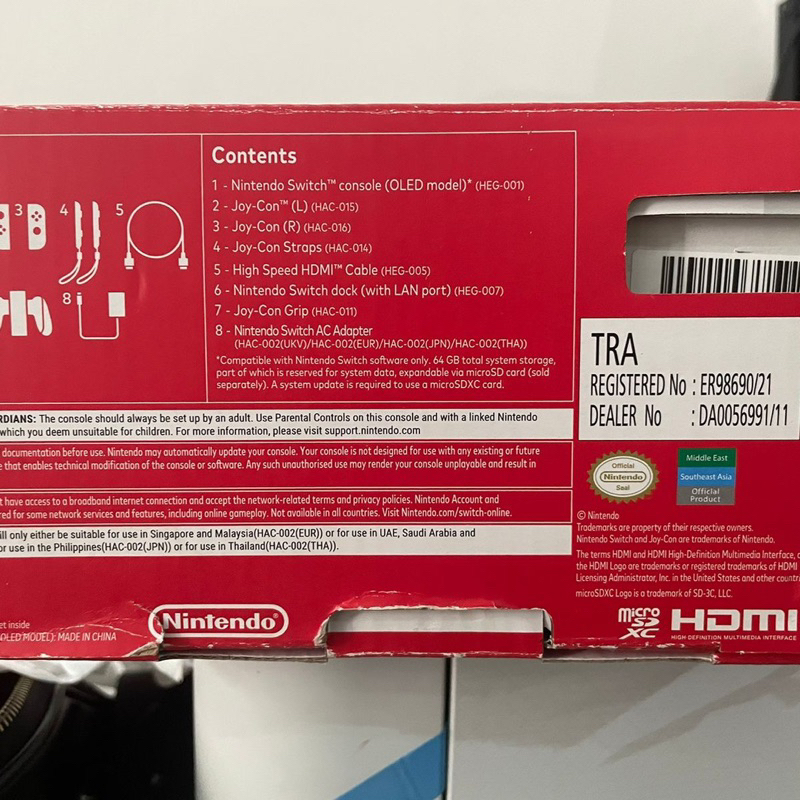 Contents
1 - Nintendo Switch™ console (OLED model)* (HEG-001)
2 - Joy-Con™ (L) (HAC-015)
3 - Joy-Con (R) (HAC-016)
4 - Joy-Con Straps (HAC-014)
5 - High Speed HDMI™ Cable (HEG-005)
6 - Nintendo Switch dock (with LAN port) (HEG-007)
7 - Joy-Con Grip (HAC-011)
8 - Nintendo Switch AC Adapter
(HAC-002(UKV)/HAC-002(EUR)/HAC-002(JPN)/HAC-002(THA))
*Compatible with Nintendo Switch software only. 64 GB total system storage,
part of which is reserved for system data, expandable via microSD card (sold
separately). A system update is required to use a microSDXC card.
3
4
5
8
RDIANS: The console should always be set up by an adult. Use Parental Controls on this console and with a linked Nintendo
which you deem unsuitable for children. For more information, please visit support.nintendo.com
documentation before use. Nintendo may automatically update your console. Your console is not designed for use with any existing or future
that enables technical modification of the console or software. Any such unauthorised use may render your console unplayable and result in
have access to a broadband internet connection and accept the network-related terms and privacy policies. Nintendo Account and
red for some network services and features, including online gameplay. Not available in all countries. Visit Nintendo.com/switch-online.
ill only either be suitable for use in Singapore and Malaysia(HAC-002(EUR)) or for use in UAE, Saudi Arabia and
or use in the Philippines(HAC-002(JPN)) or for use in Thailand(HAC-002(THA)).
et inside
OLED MODEL): MADE IN CHINA
Nintendo®
TRA
REGISTERED No : ER98690/21
DEALER No : DA0056991/11
Official
Nintendo
Seal
Middle East
Southeast Asia
Official
Product
© Nintendo
Trademarks are property of their respective owners.
Nintendo Switch and Joy-Con are trademarks of Nintendo.
The terms HDMI and HDMI High-Definition Multimedia Interface,
the HDMI Logo are trademarks or registered trademarks of HDMI
Licensing Administrator, Inc. in the United States and other
microSDXC Logo is a trademark of SD-3C, LLC.
micro
SD
XC
HDMI
HIGH-DEFINITION MULTIMEDIA INTERFACE